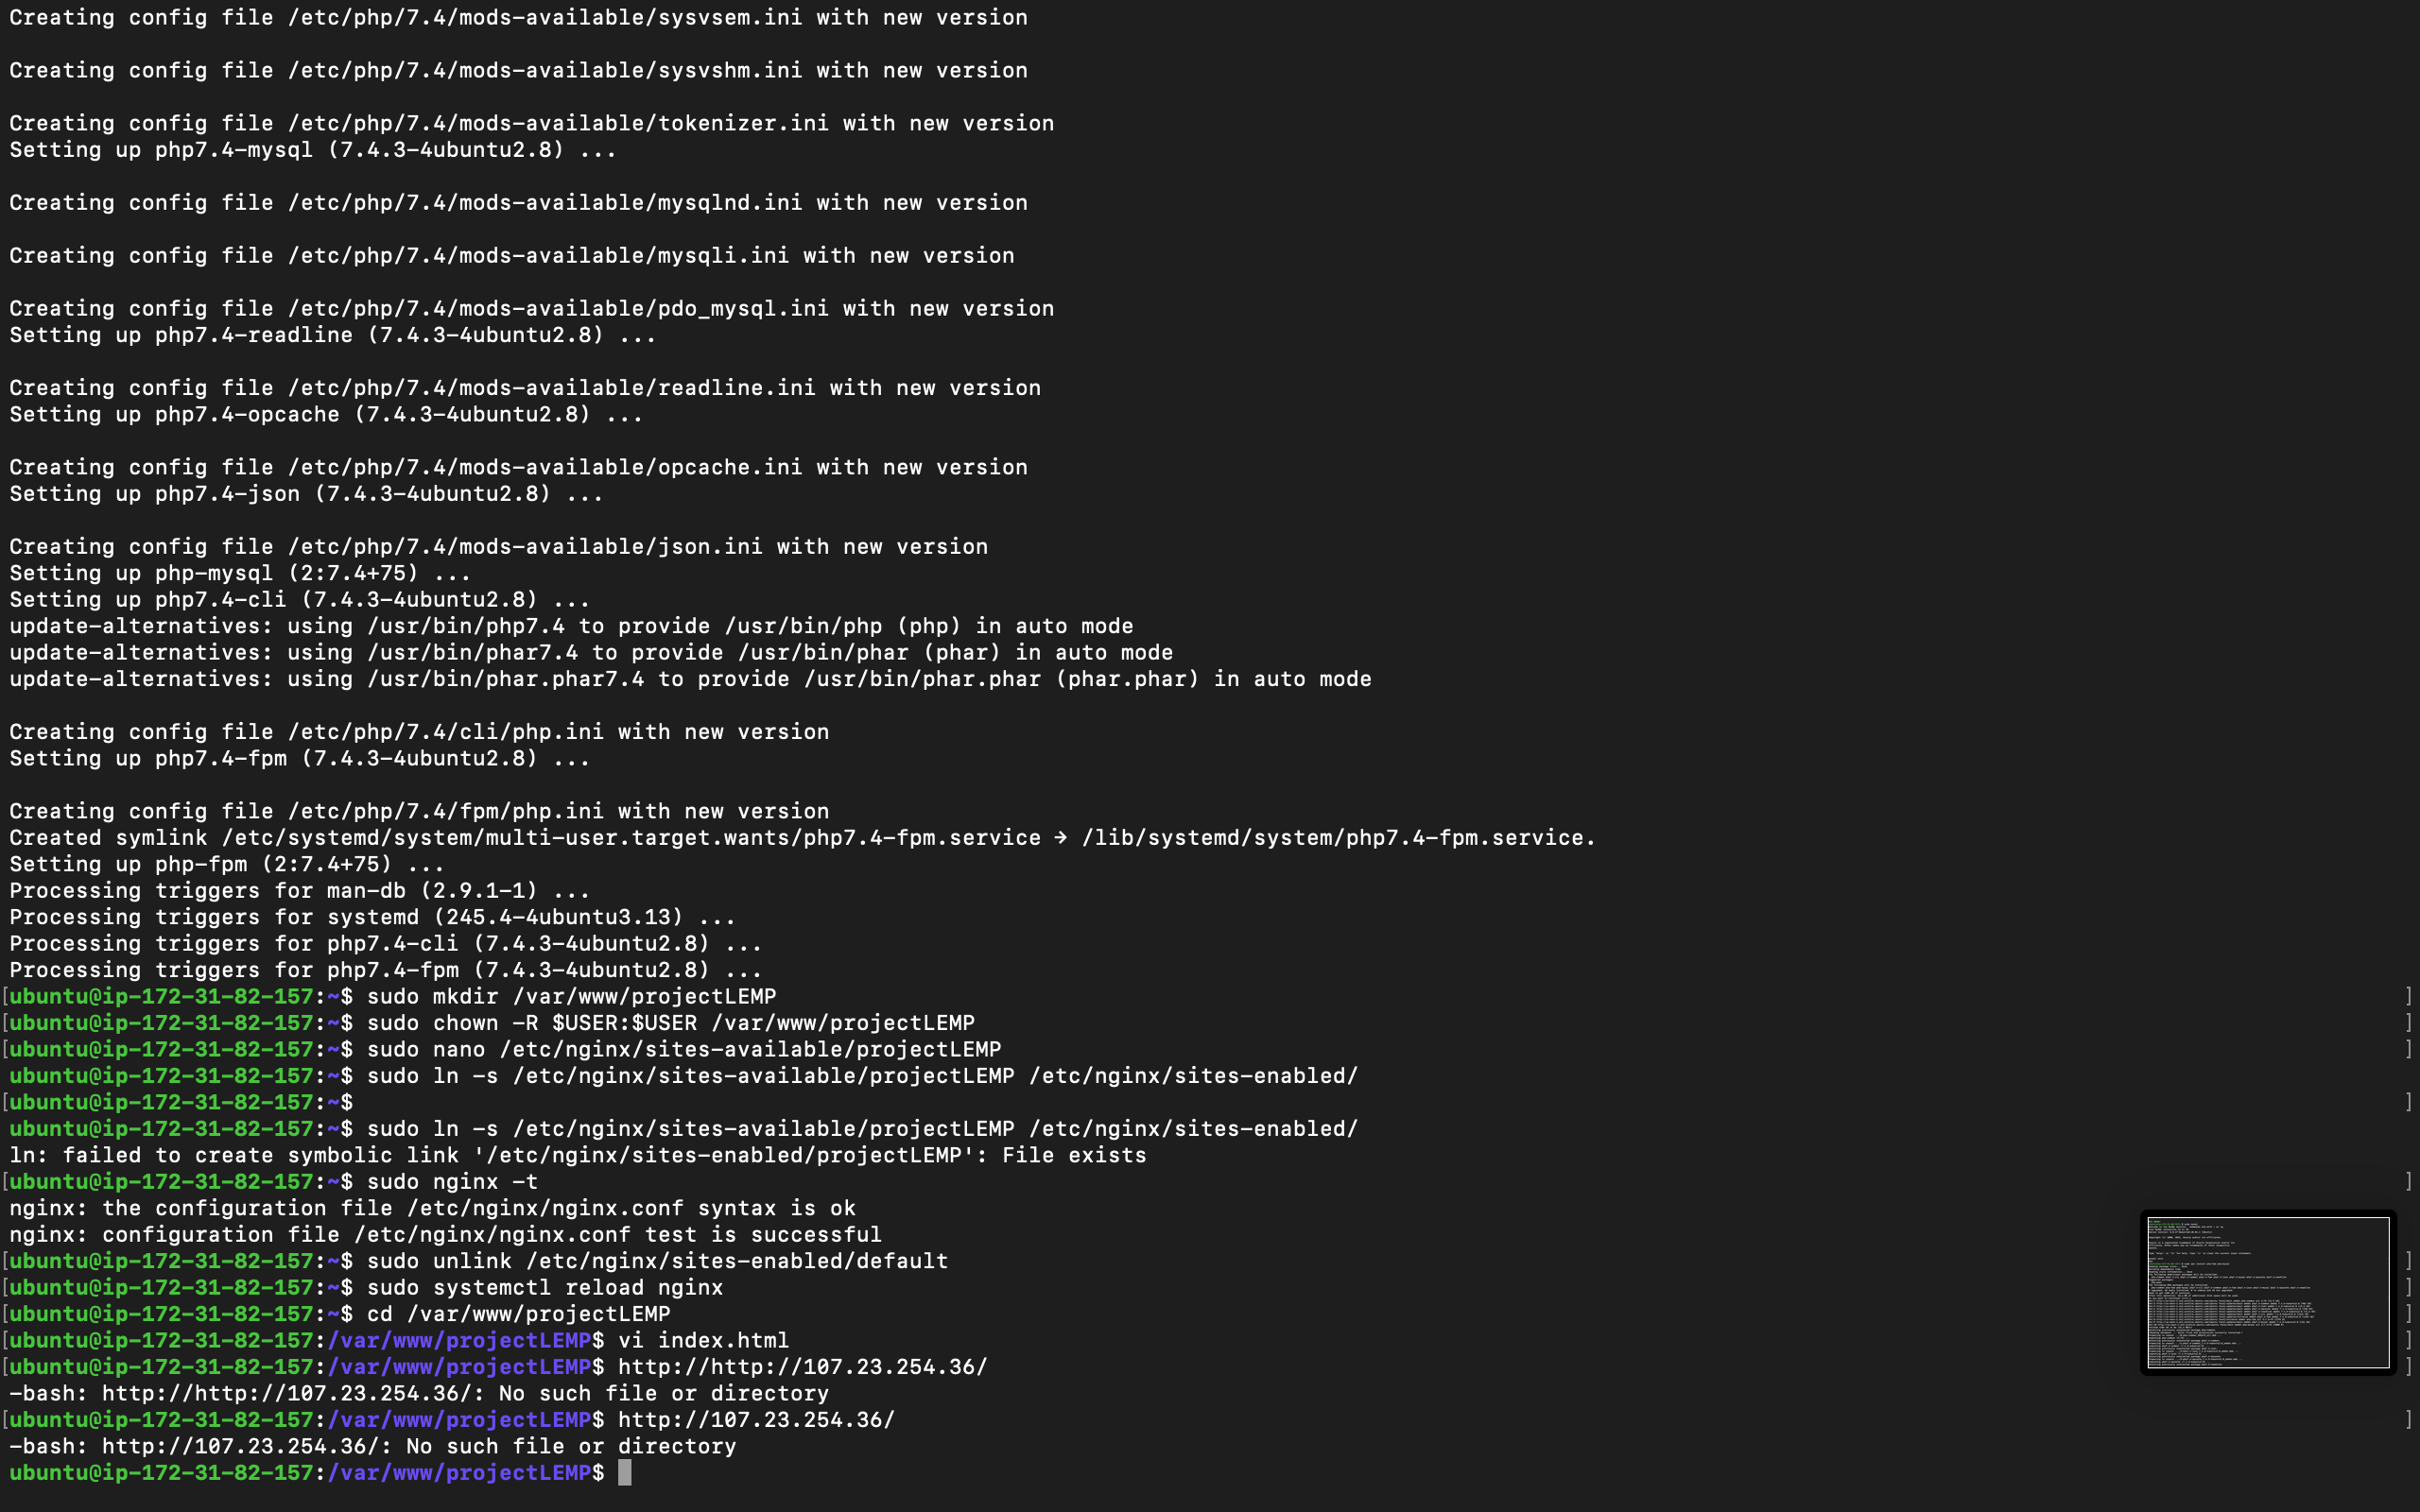 Creating config file /etc/php/7.4/mods-available/sysvsem.ini with new version
Creating config file /etc/php/7.4/mods-available/sysvshm.ini with new version
Creating config file /etc/php/7.4/mods-available/tokenizer.ini with new version
Setting up php7.4-mysql (7.4.3-4ubuntu2.8) ...
Creating config file /etc/php/7.4/mods-available/mysqlnd.ini with new version
Creating config file /etc/php/7.4/mods-available/mysqli.ini with new version
Creating config file /etc/php/7.4/mods-available/pdo_mysql.ini with new version
Setting up php7.4-readline (7.4.3-4ubuntu2.8) ...
Creating config file /etc/php/7.4/mods-available/readline.ini with new version
Setting up php7.4-opcache (7.4.3-4ubuntu2.8) ...
Creating config file /etc/php/7.4/mods-available/opcache.ini with new version
Setting up php7.4-json (7.4.3-4ubuntu2.8) ...
Creating config file /etc/php/7.4/mods-available/json.ini with new version
Setting up php-mysql (2:7.4+75) ...
Setting up php7.4-cli (7.4.3-4ubuntu2.8) ...
update-alternatives: using /usr/bin/php7.4 to provide /usr/bin/php (php) in auto mode
update-alternatives: using /usr/bin/phar7.4 to provide /usr/bin/phar (phar) in auto mode
update-alternatives: using /usr/bin/phar.phar7.4 to provide /usr/bin/phar.phar (phar.phar) in auto mode
Creating config file /etc/php/7.4/cli/php.ini with new version
Setting up php7.4-fpm (7.4.3-4ubuntu2.8) ...
Creating config file /etc/php/7.4/fpm/php.ini with new version
Created symlink /etc/systemd/system/multi-user.target.wants/php7.4-fpm.service → /lib/systemd/system/php7.4-fpm.service.
Setting up php-fpm (2:7.4+75) ...
Processing triggers for man-db (2.9.1-1) ...
Processing triggers for systemd (245.4-4ubuntu3.13) ...
Processing triggers for php7.4-cli (7.4.3-4ubuntu2.8) ...
Processing triggers for php7.4-fpm (7.4.3-4ubuntu2.8) ...
[ubuntu@ip-172-31-82-157:~$ sudo mkdir /var/www/projectLEMP ]
[ubuntu@ip-172-31-82-157:~$ sudo chown -R $USER:$USER /var/www/projectLEMP ]
[ubuntu@ip-172-31-82-157:~$ sudo nano /etc/nginx/sites-available/projectLEMP ]
ubuntu@ip-172-31-82-157:~$ sudo ln -s /etc/nginx/sites-available/projectLEMP /etc/nginx/sites-enabled/
[ubuntu@ip-172-31-82-157:~$ ]
ubuntu@ip-172-31-82-157:~$ sudo ln -s /etc/nginx/sites-available/projectLEMP /etc/nginx/sites-enabled/
ln: failed to create symbolic link '/etc/nginx/sites-enabled/projectLEMP': File exists
[ubuntu@ip-172-31-82-157:~$ sudo nginx -t ]
nginx: the configuration file /etc/nginx/nginx.conf syntax is ok
nginx: configuration file /etc/nginx/nginx.conf test is successful
[ubuntu@ip-172-31-82-157:~$ sudo unlink /etc/nginx/sites-enabled/default ]
[ubuntu@ip-172-31-82-157:~$ sudo systemctl reload nginx ]
[ubuntu@ip-172-31-82-157:~$ cd /var/www/projectLEMP ]
[ubuntu@ip-172-31-82-157:/var/www/projectLEMP$ vi index.html ]
[ubuntu@ip-172-31-82-157:/var/www/projectLEMP$ http://http://107.23.254.36/ ]
-bash: http://http://107.23.254.36/: No such file or directory
[ubuntu@ip-172-31-82-157:/var/www/projectLEMP$ http://107.23.254.36/ ]
-bash: http://107.23.254.36/: No such file or directory
ubuntu@ip-172-31-82-157:/var/www/projectLEMP$